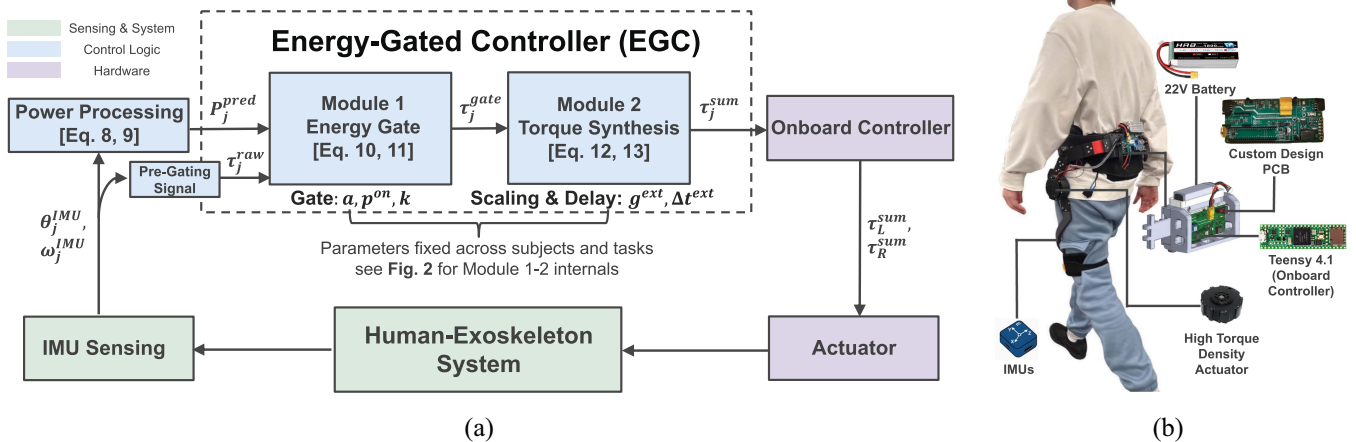 Sensing & System
Control Logic
Hardware
Energy-Gated Controller (EGC)
Power Processing
[Eq. 8, 9]
P_j^{pred}
Module 1
Energy Gate
[Eq. 10, 11]
τ_j^{gate}
Module 2
Torque Synthesis
[Eq. 12, 13]
τ_j^{sum}
Onboard Controller
Pre-Gating
Signal
τ_j^{raw}
Gate: a, p^{on}, k
Scaling & Delay: g^{ext}, Δt^{ext}
θ_j^{IMU},
ω_j^{IMU}
Parameters fixed across subjects and tasks
see Fig. 2 for Module 1-2 internals
τ_L^{sum},
τ_R^{sum}
IMU Sensing
Human-Exoskeleton
System
Actuator
(a)
HRB
22V Battery
Custom Design
PCB
Teensy 4.1
(Onboard
Controller)
High Torque
Density
Actuator
IMUs
(b)